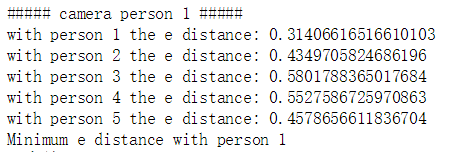 ##### camera person 1 #####
with person 1 the e distance: 0.31406616516610103
with person 2 the e distance: 0.4349705824686196
with person 3 the e distance: 0.5801788365017684
with person 4 the e distance: 0.5527586725970863
with person 5 the e distance: 0.4578656611836704
Minimum e distance with person 1